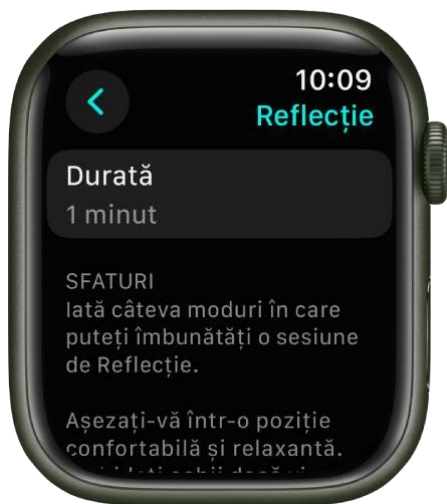 10:09
Reflecție
Durată
1 minut
SFATURI
Iată câteva moduri în care
puteți îmbunătăți o sesiune
de Reflecție.
Așezați-vă într-o poziție
confortabilă și relaxantă.